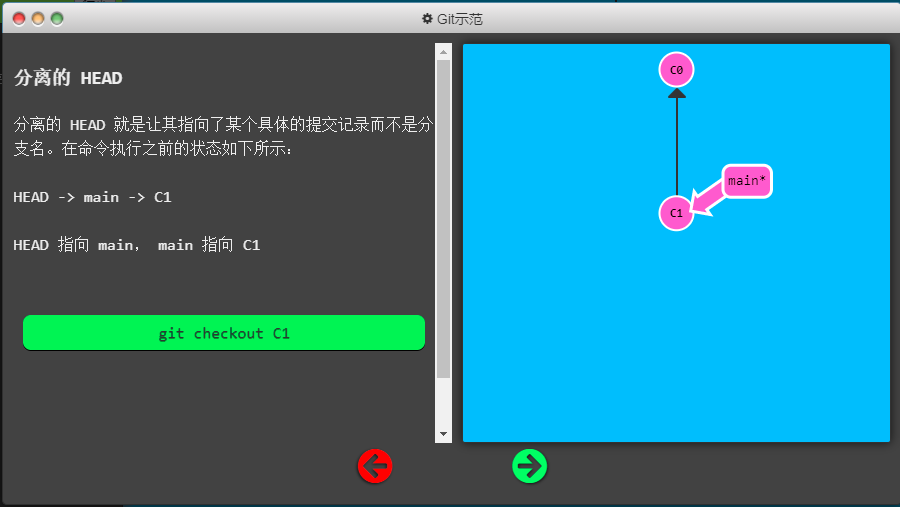 Git示范
分离的 HEAD
分离的 HEAD 就是让其指向了某个具体的提交记录而不是分
支名。在命令执行之前的状态如下所示：
HEAD -> main -> C1
HEAD 指向 main， main 指向 C1
git checkout C1
C0
main*
C1